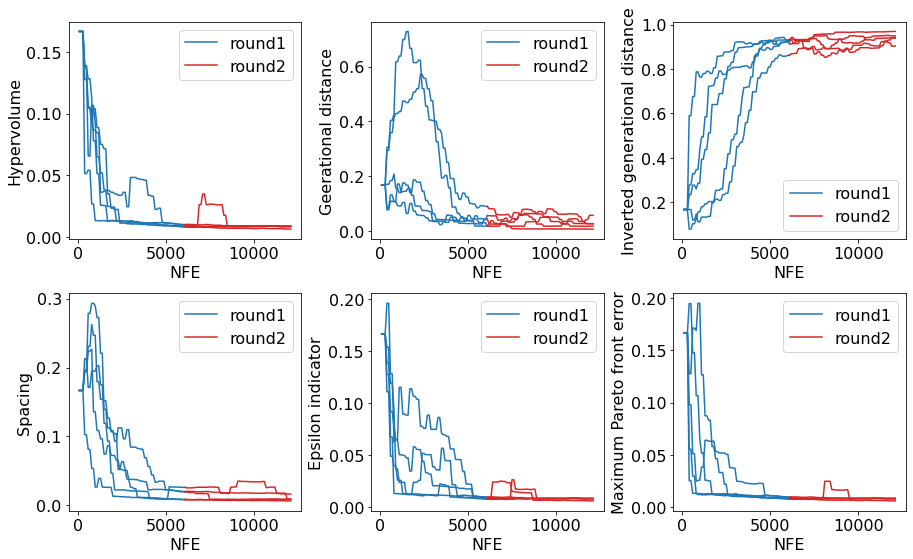 Hypervolume
0.15
0.10
0.05
0.00
0 5000 10000
NFE
round1
round2
Geerational distance
0.6
0.4
0.2
0.0
0 5000 10000
NFE
round1
round2
Inverted generational distance
1.0
0.8
0.6
0.4
0.2
0 5000 10000
NFE
round1
round2
Spacing
0.3
0.2
0.1
0.0
0 5000 10000
NFE
round1
round2
Epsilon indicator
0.20
0.15
0.10
0.05
0.00
0 5000 10000
NFE
round1
round2
Maximum Pareto front error
0.20
0.15
0.10
0.05
0.00
0 5000 10000
NFE
round1
round2